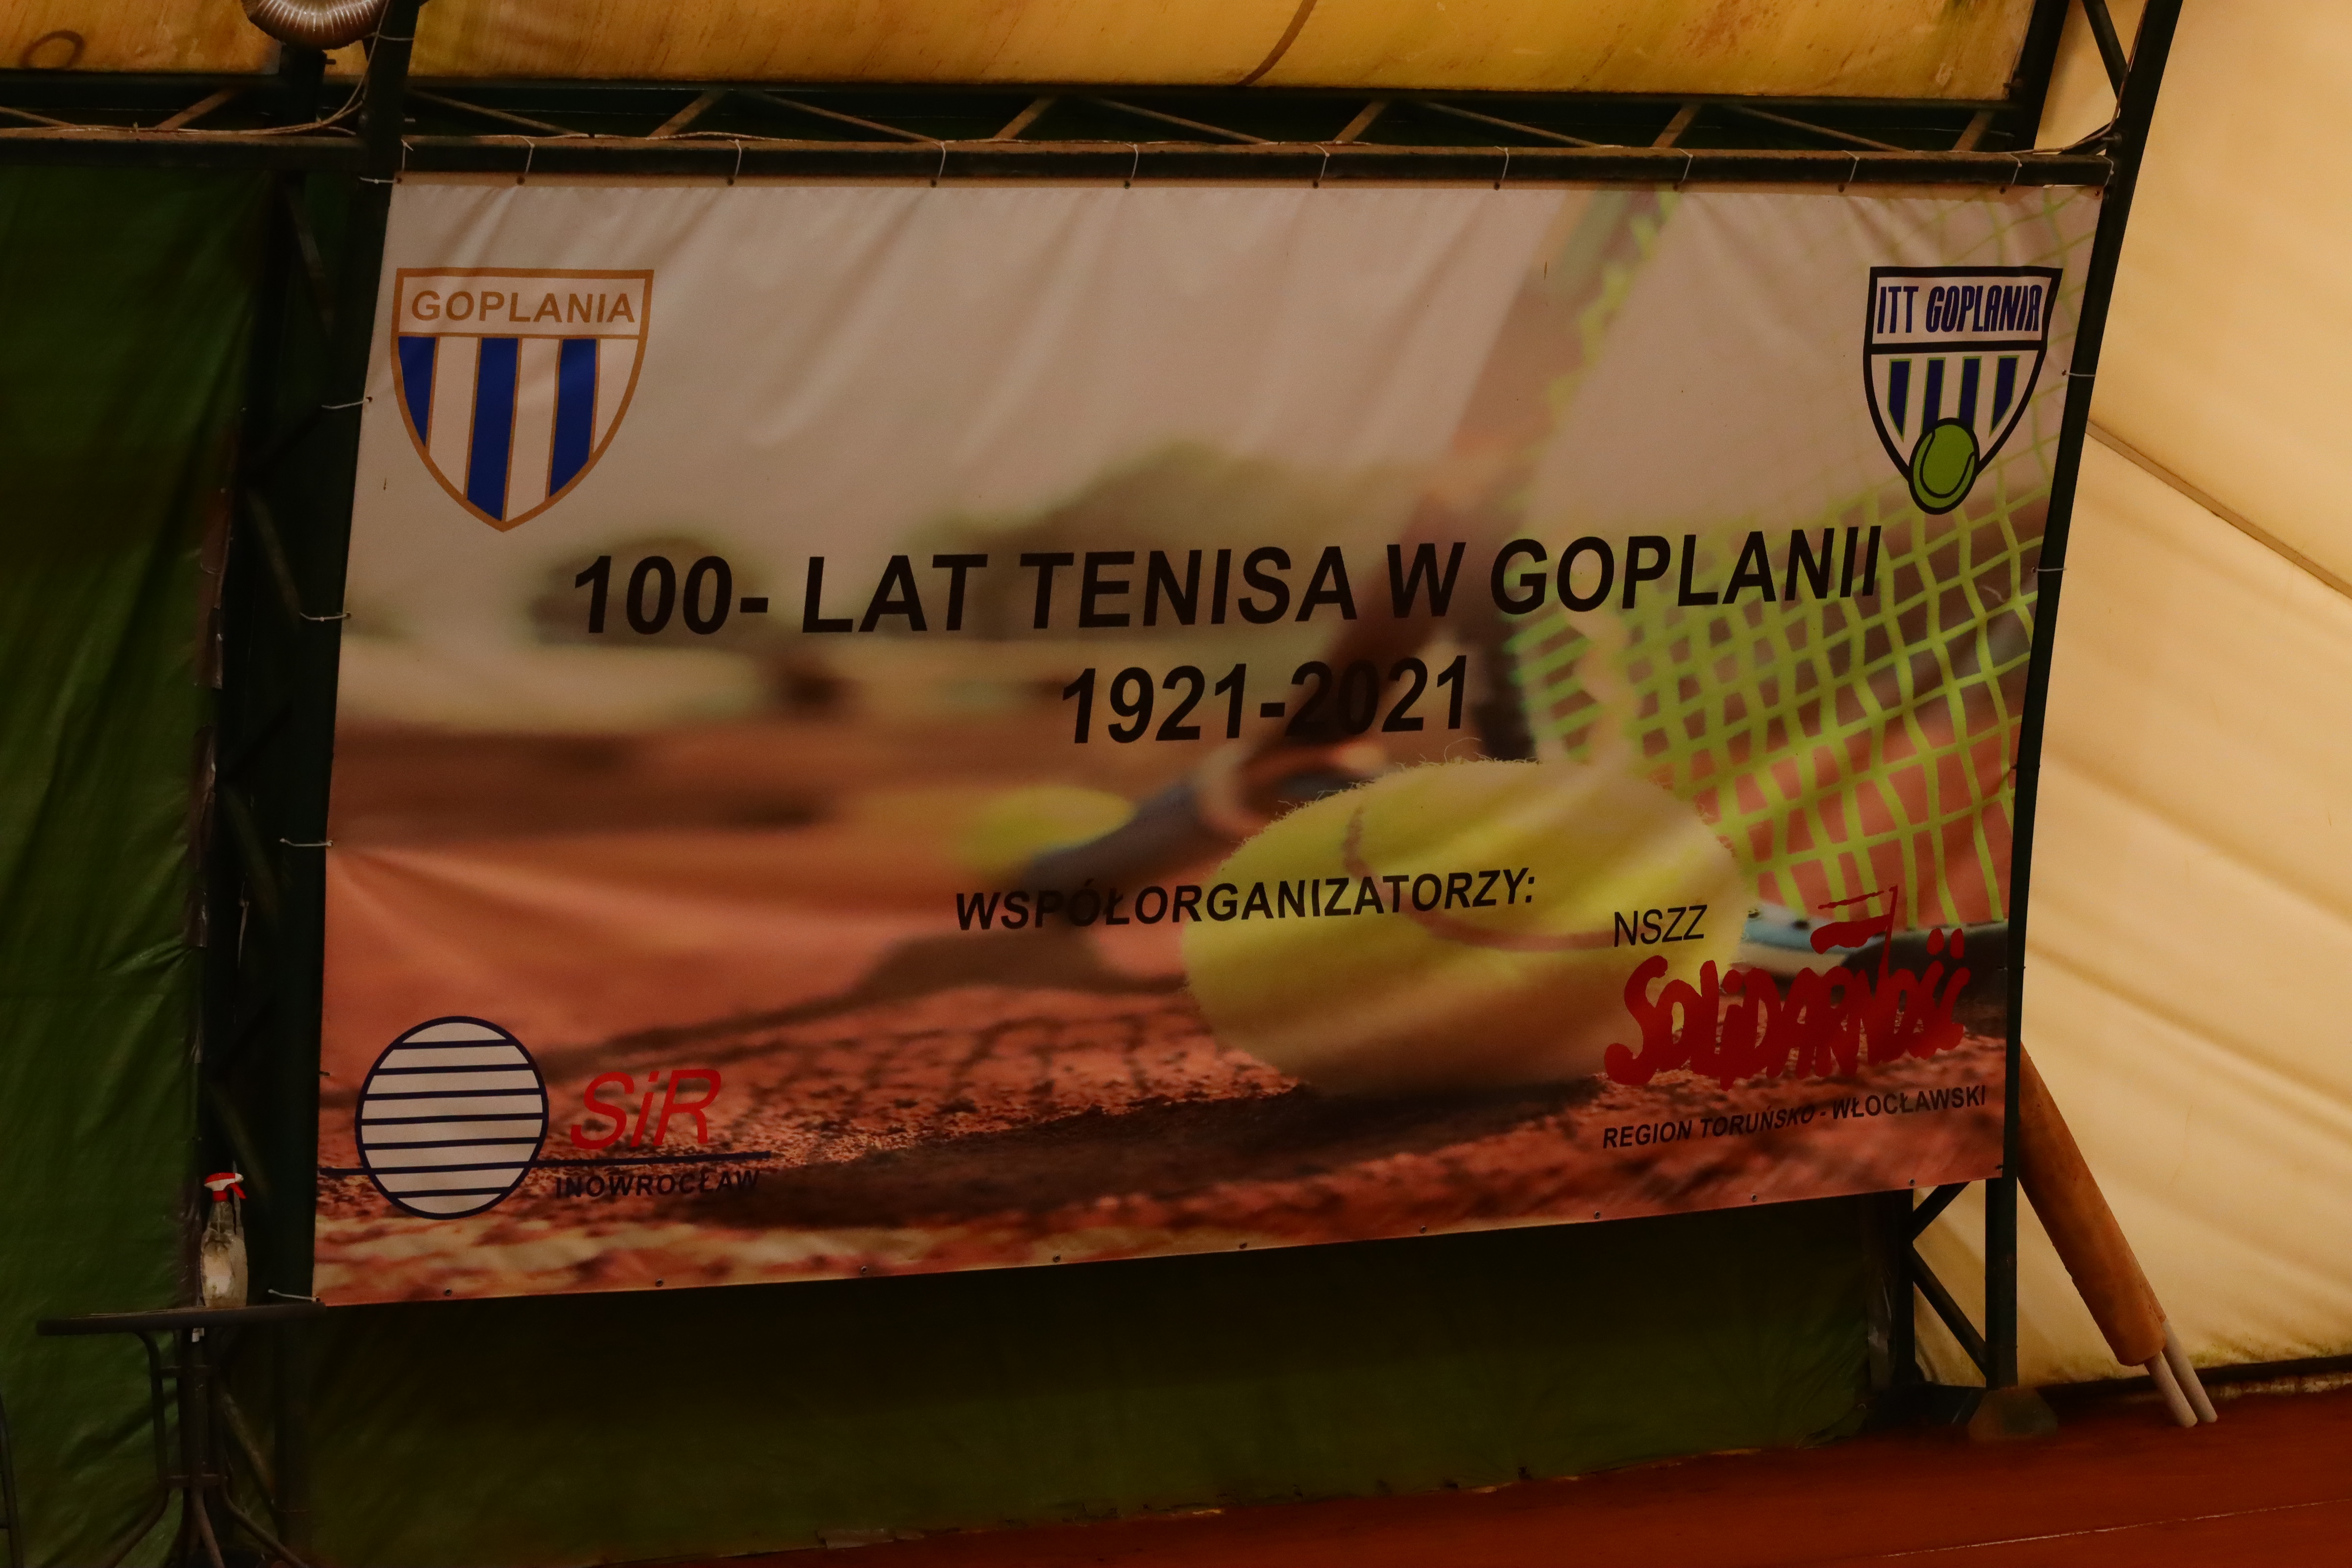 GOPLANIA
ITT GOPLANIA
100- LAT TENISA W GOPLANII
1921-2021
WSPÓŁORGANIZATORZY:
SiR
INOWROCŁAW
NSZZ
SOLiDARNOŚĆ
REGION TORUŃSKO - WŁOCŁAWSKI